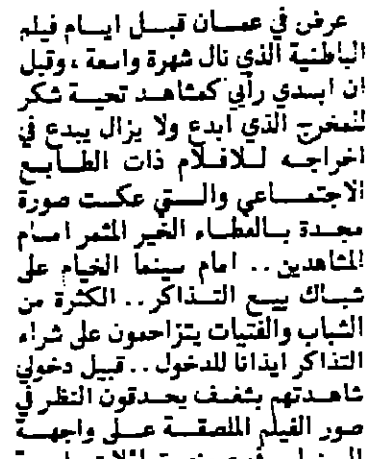 عرض في عمان قبل ايام فيلم
الباطنية الذي نال شهرة واسعة ، وقبل
ان ابدي رأيي كمشاهد تحية شكر
للمخرج الذي ابدع ولا يزال يبدع في
اخراجه للافلام ذات الطابع
الاجتماعي والتي عكست صورة
مجدة بالعطاء الخير المثمر امام
المشاهدين .. امام سينما الخيام على
شباك بيع التذاكر .. الكثرة من
الشباب والفتيات يتزاحمون على شراء
التذاكر ايذانا للدخول .. قبيل دخولي
شاهدتهم بشغف يحدقون النظر في
صور الفيلم الملصقة على واجهة